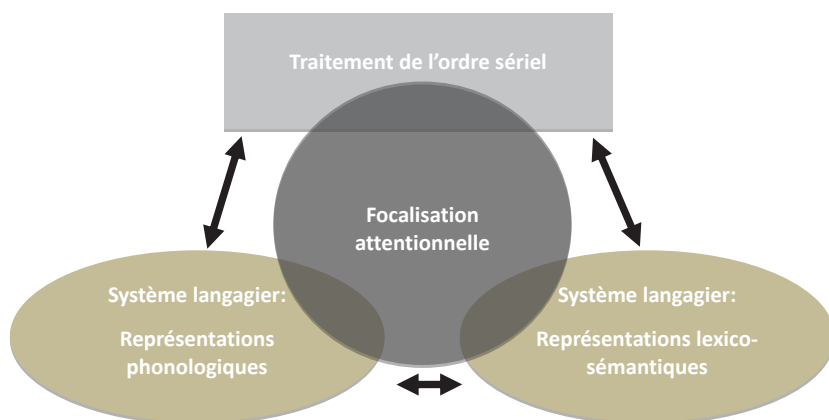 Traitement de l’ordre sériel
Focalisation
attentionnelle
Système langagier:
Représentations
phonologiques
Système langagier:
Représentations lexico-
sémantiques